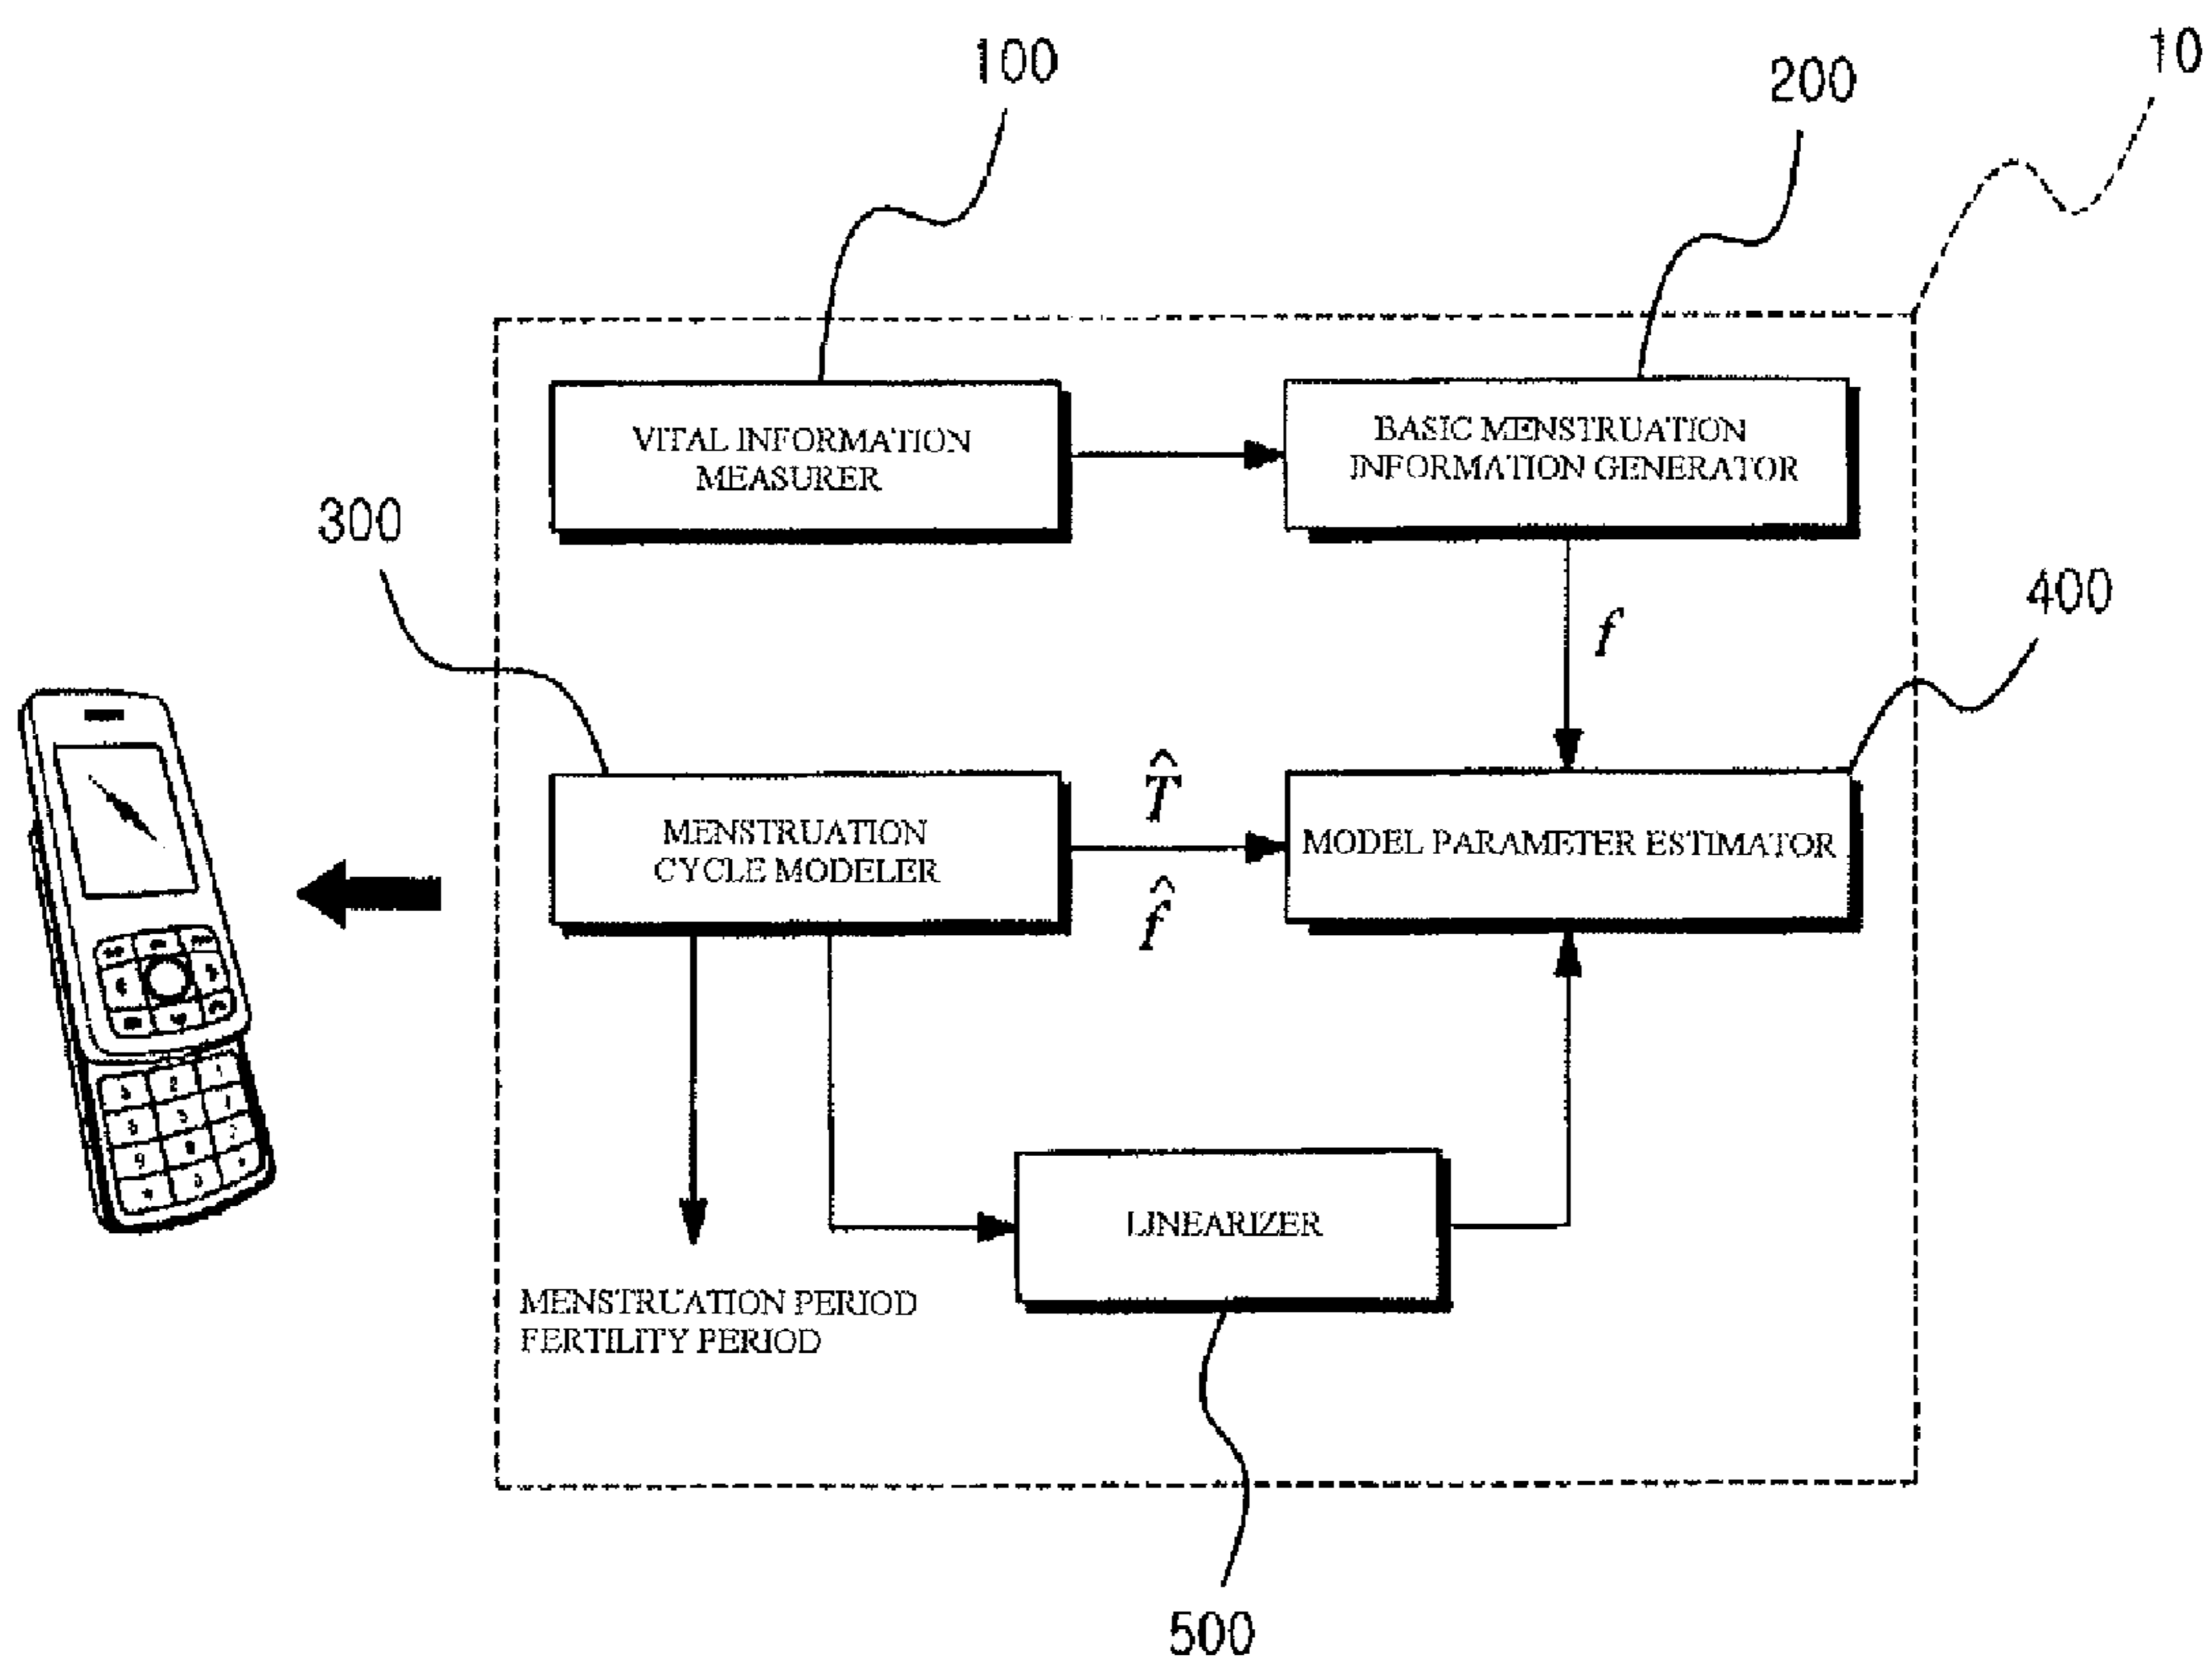 100
200
10
VITAL INFORMATION
MEASURER
BASIC MENSTRUATION
INFORMATION GENERATOR
300
f
400
T̂
MENSTRUATION
CYCLE MODELER
MODEL PARAMETER ESTIMATOR
f̂
LINEARIZER
MENSTRUATION PERIOD
FERTILITY PERIOD
500